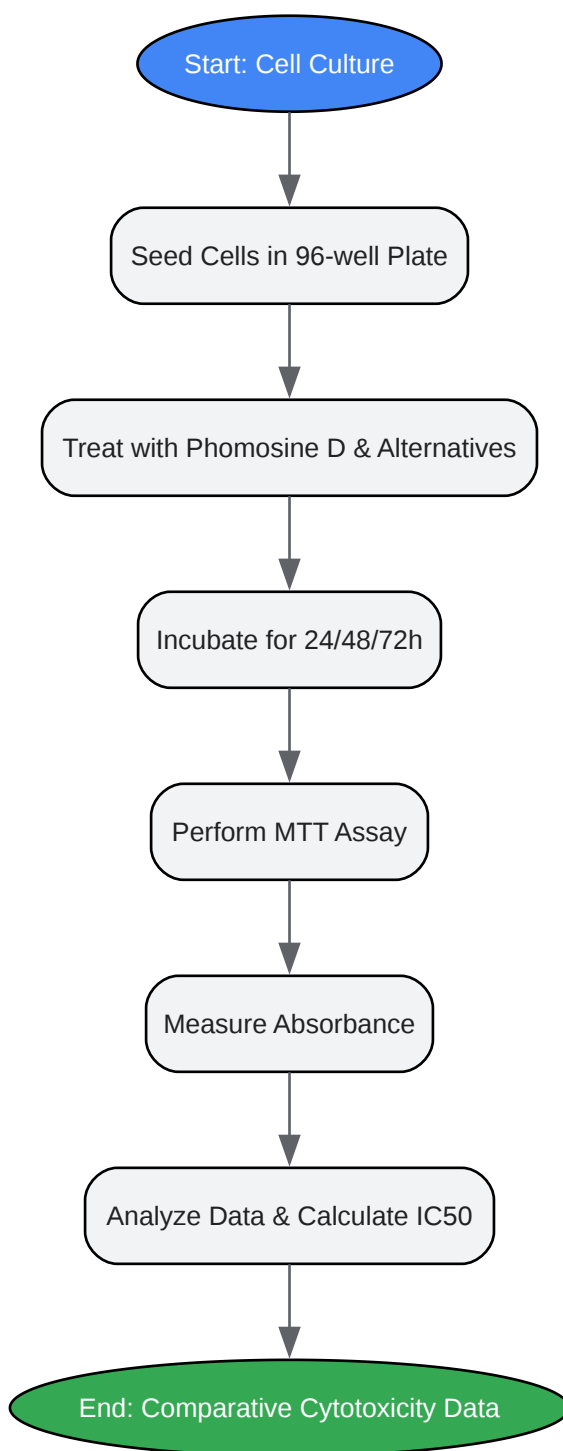 Start: Cell Culture
Seed Cells in 96-well Plate
Treat with Phomosine D & Alternatives
Incubate for 24/48/72h
Perform MTT Assay
Measure Absorbance
Analyze Data & Calculate IC50
End: Comparative Cytotoxicity Data